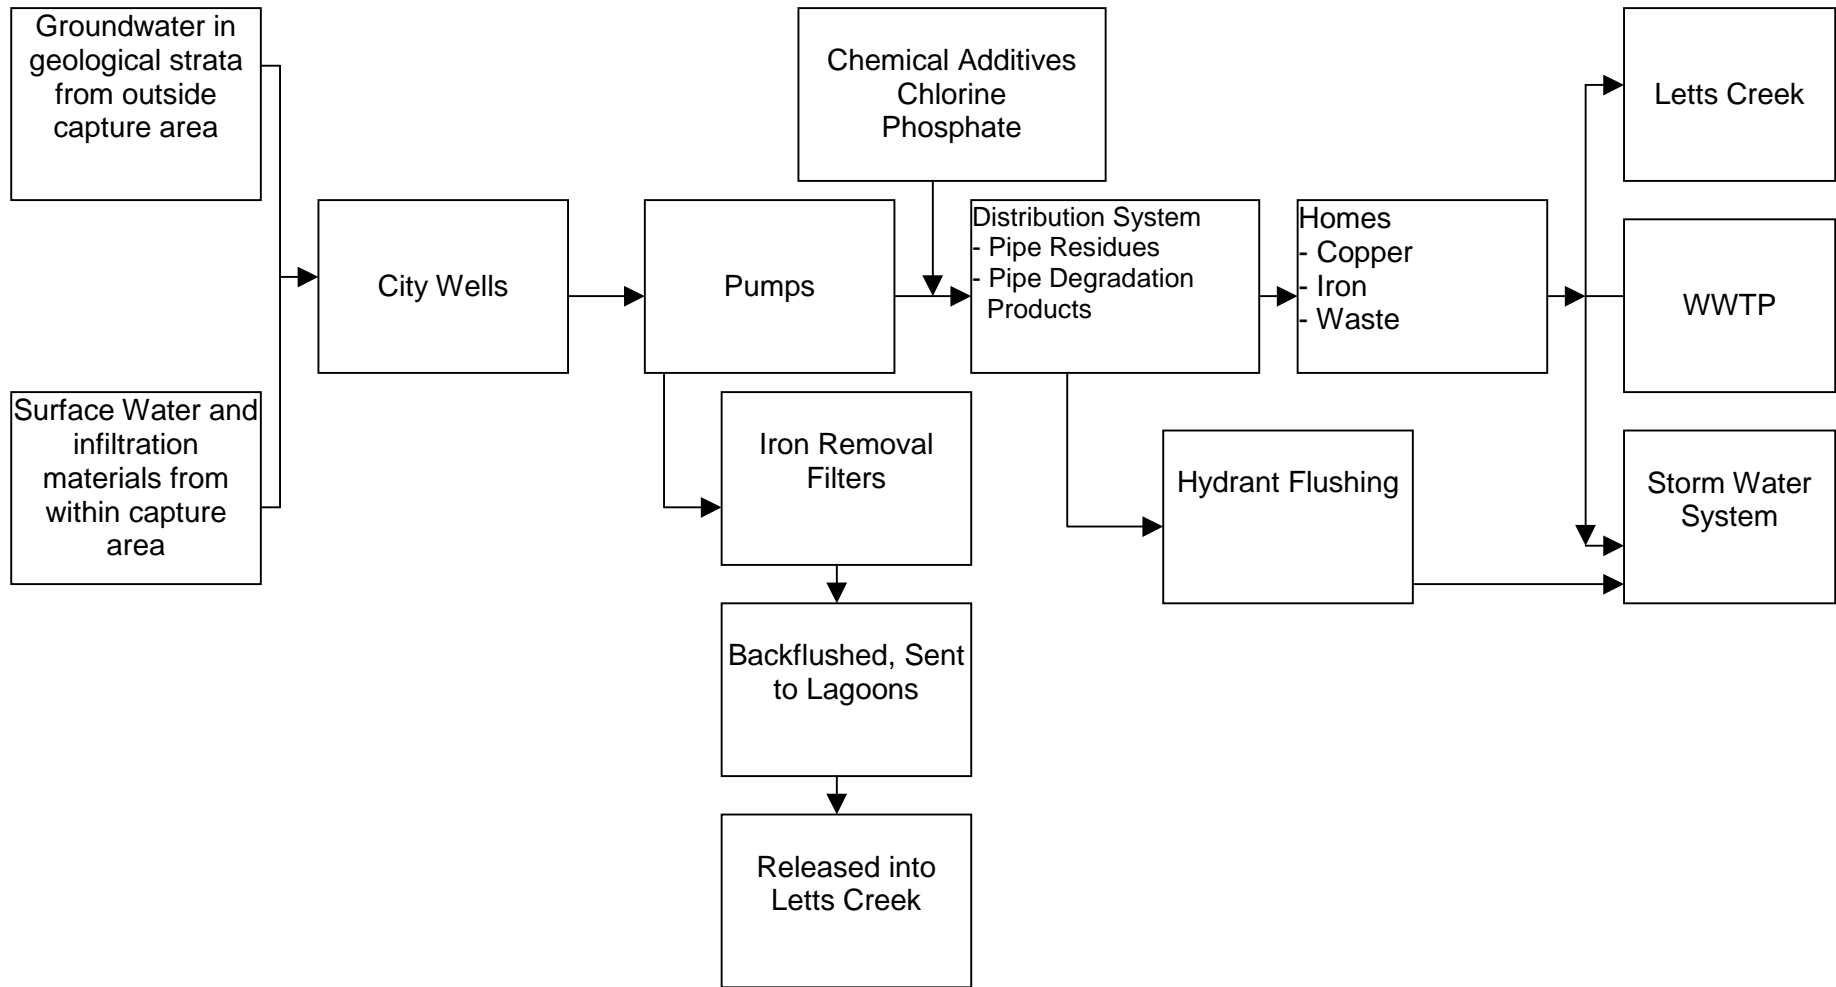 Groundwater in
geological strata
from outside
capture area
Chemical Additives
Chlorine
Phosphate
Letts Creek
City Wells
Pumps
Distribution System
- Pipe Residues
- Pipe Degradation
Products
Homes
- Copper
- Iron
- Waste
WWTP
Surface Water and
infiltration
materials from
within capture
area
Iron Removal
Filters
Hydrant Flushing
Storm Water
System
Backflushed, Sent
to Lagoons
Released into
Letts Creek